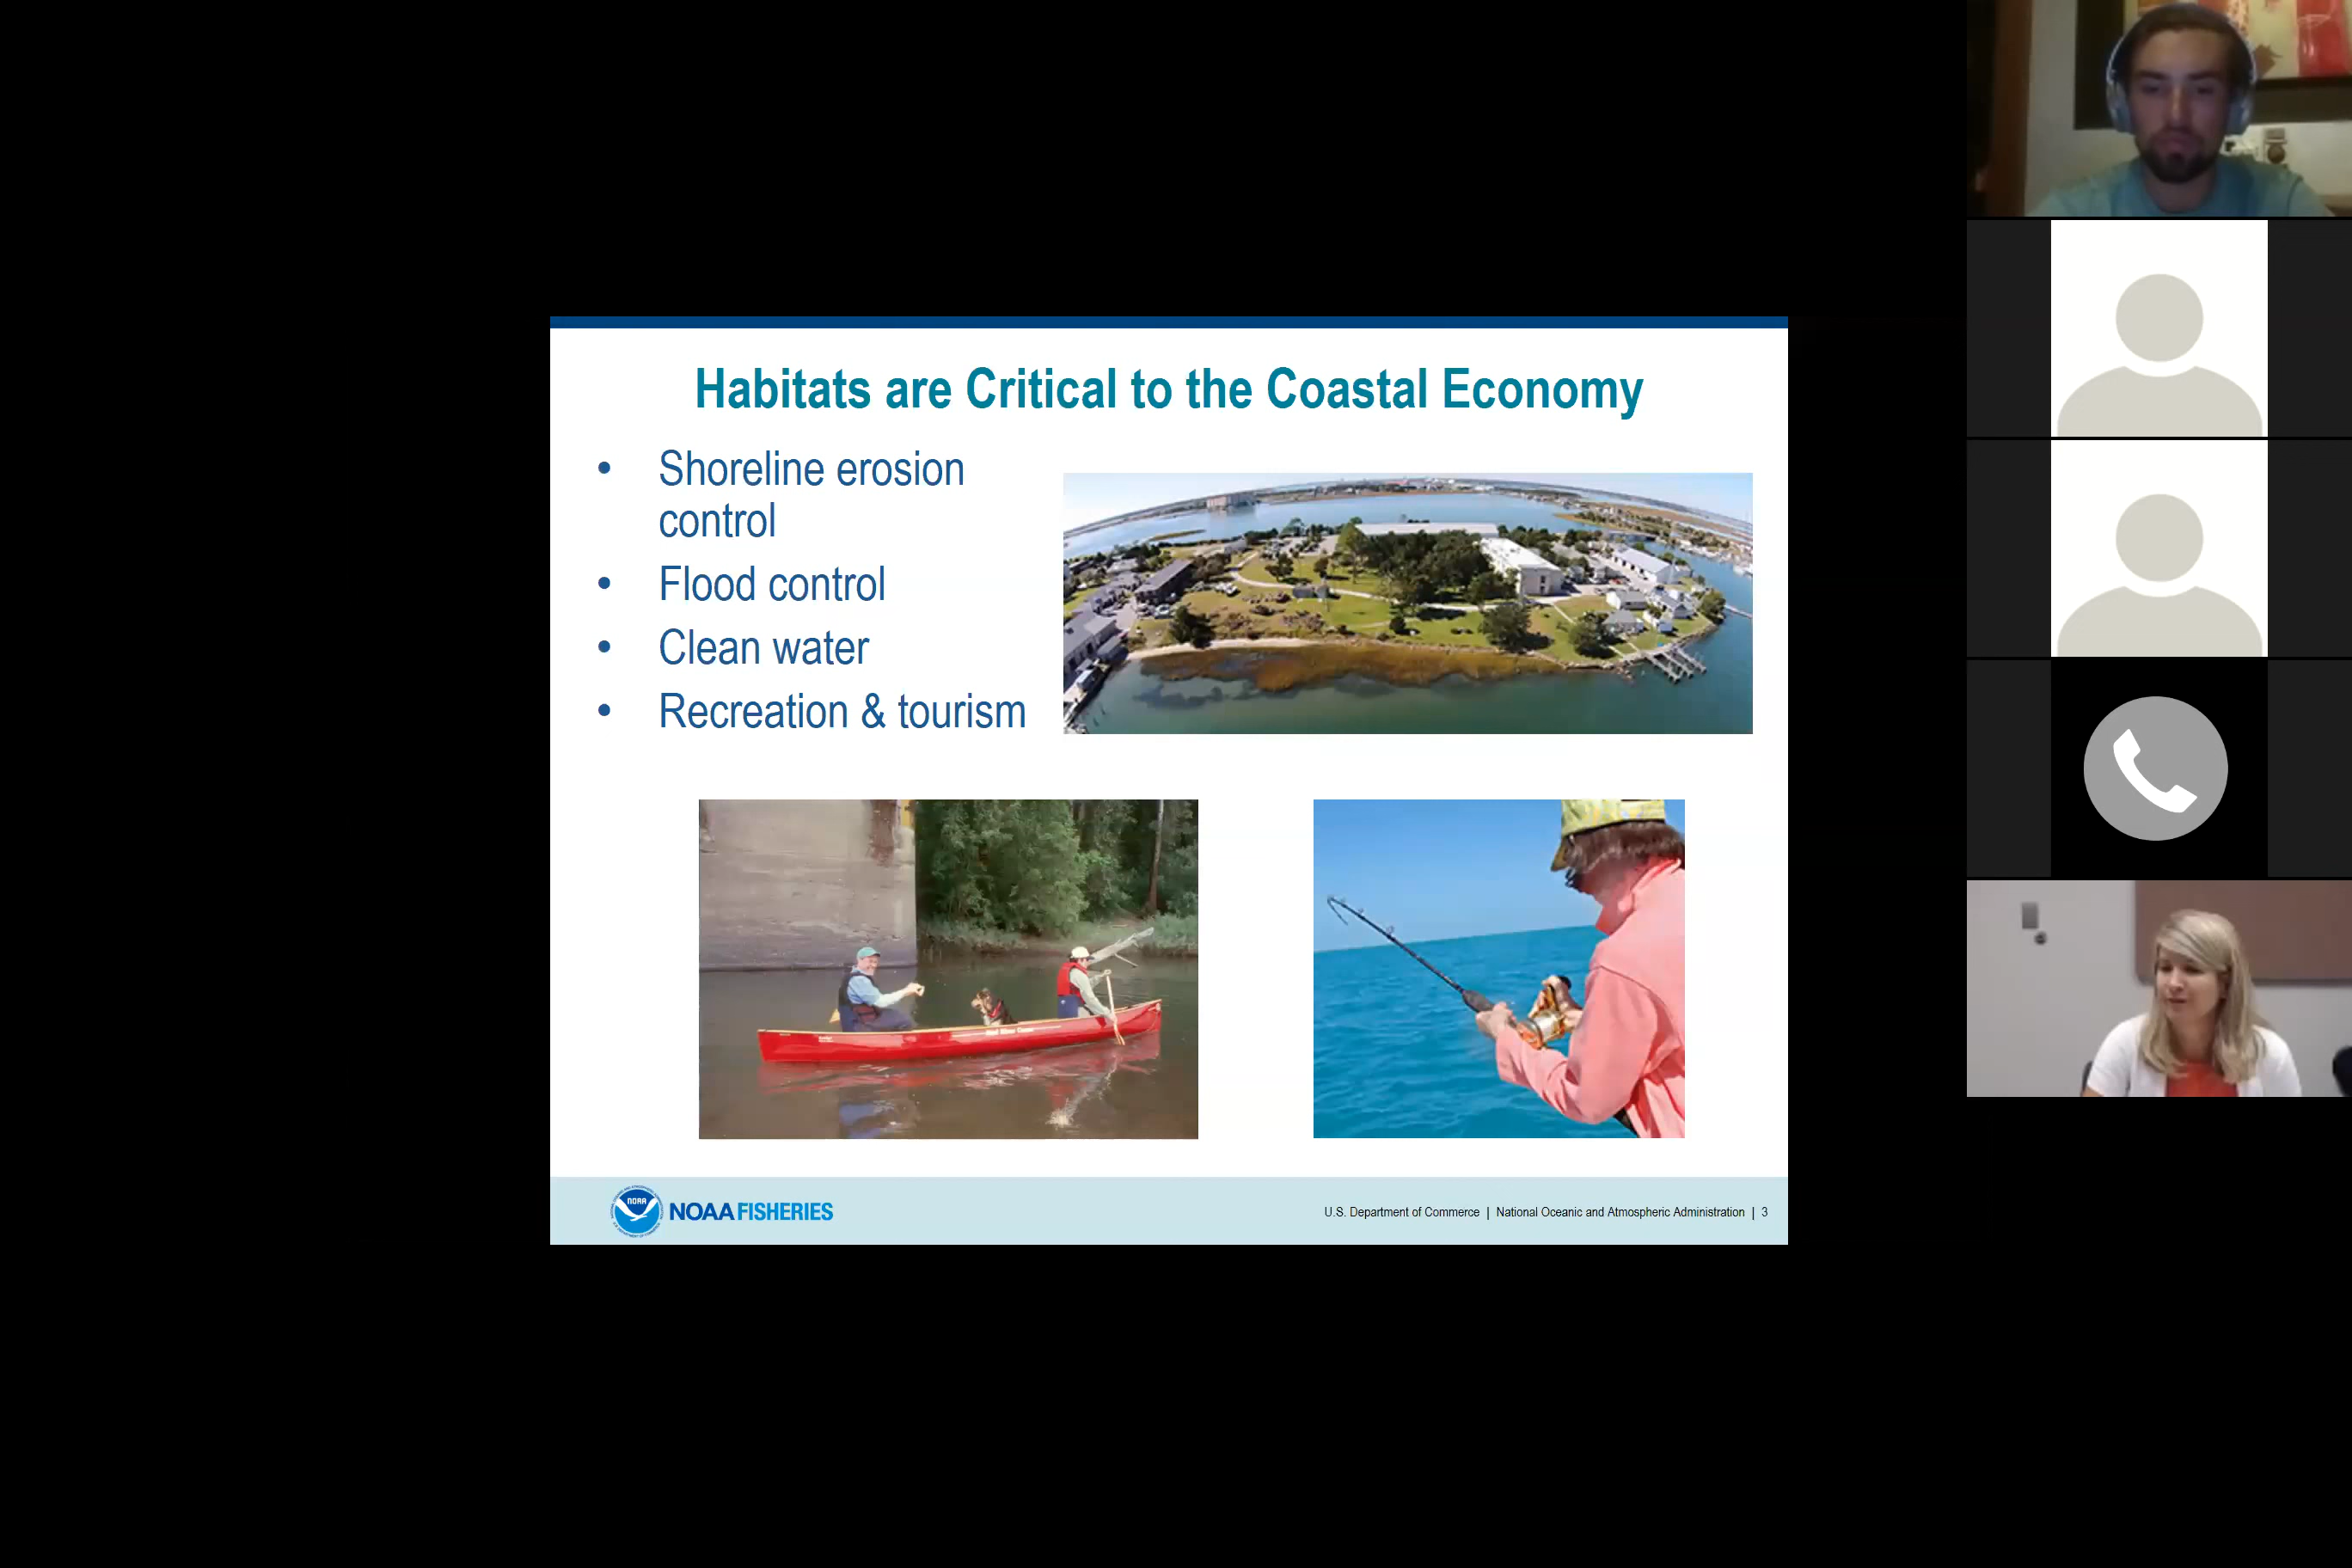 Habitats are Critical to the Coastal Economy
• Shoreline erosion
control
• Flood control
• Clean water
• Recreation & tourism
NOAA
NOAA FISHERIES
U.S. Department of Commerce | National Oceanic and Atmospheric Administration | 3